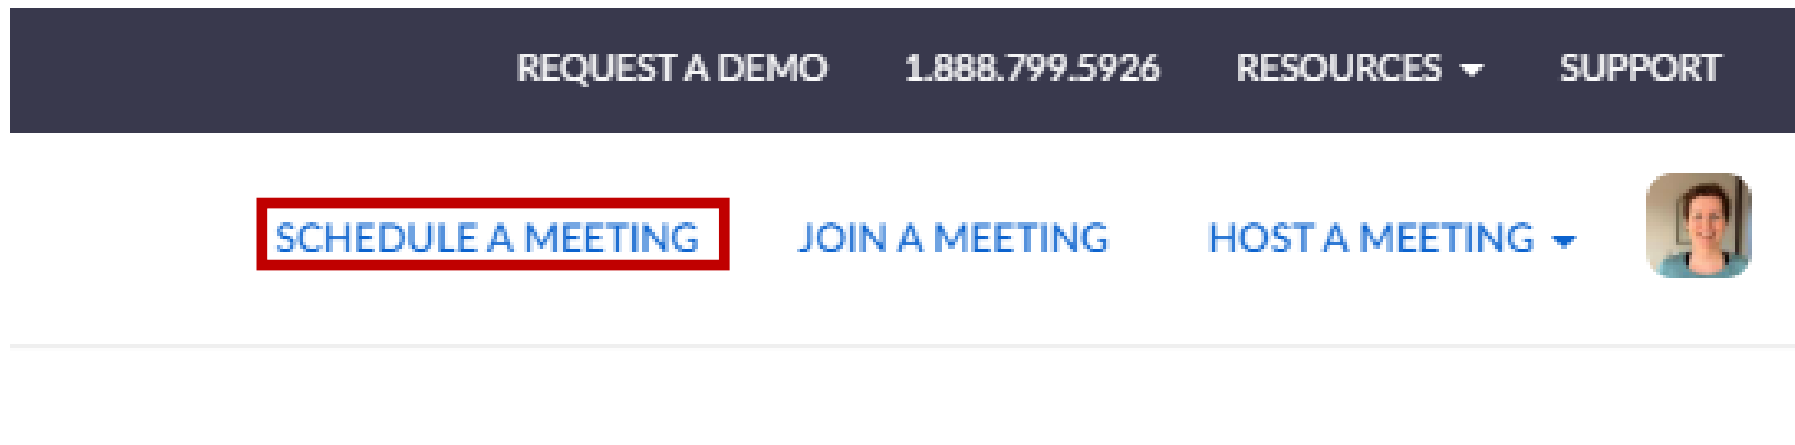 REQUEST A DEMO 1.888.799.5926 RESOURCES SUPPORT
SCHEDULE A MEETING JOIN A MEETING HOST A MEETING